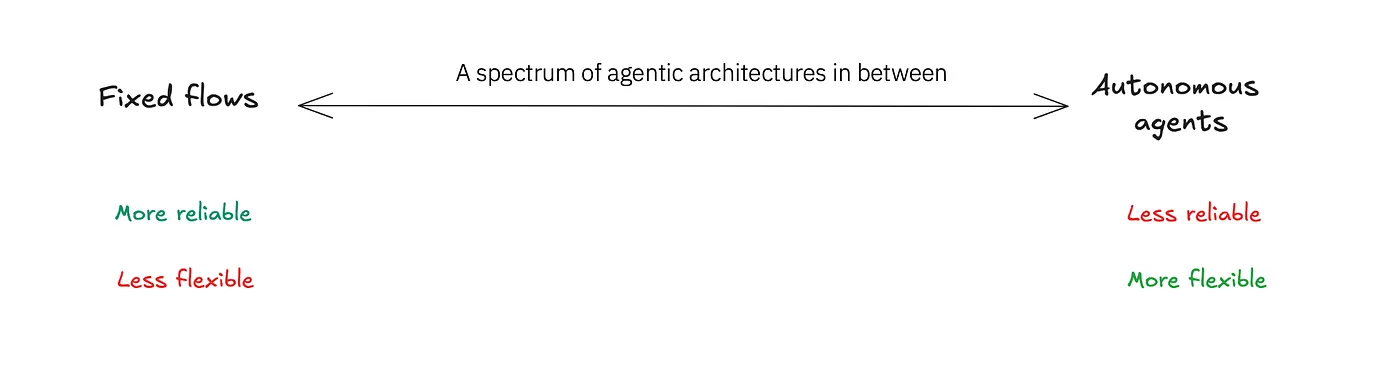 A spectrum of agentic architectures in between
Fixed flows
Autonomous
agents
More reliable
Less reliable
Less flexible
More flexible